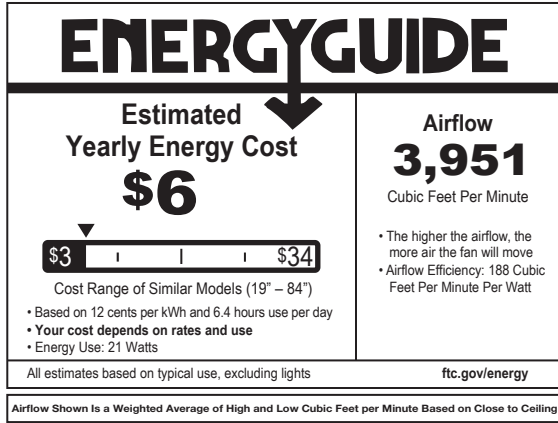 ENERGYGUIDE
Estimated
Yearly Energy Cost
$6
$3
$34
Cost Range of Similar Models (19” – 84”)
• Based on 12 cents per kWh and 6.4 hours use per day
• Your cost depends on rates and use
• Energy Use: 21 Watts
Airflow
3,951
Cubic Feet Per Minute
• The higher the airflow, the
more air the fan will move
• Airflow Efficiency: 188 Cubic
Feet Per Minute Per Watt
All estimates based on typical use, excluding lights
ftc.gov/energy
Airflow Shown Is a Weighted Average of High and Low Cubic Feet per Minute Based on Close to Ceiling